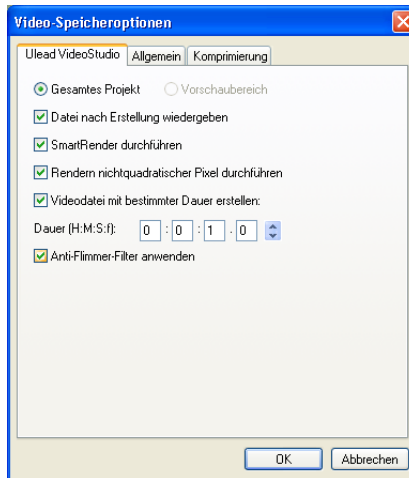 Video-Speicheroptionen
Ulead VideoStudio Allgemein Komprimierung
Gesamtes Projekt Vorschaubereich
Datei nach Erstellung wiedergeben
SmartRender durchführen
Rendern nichtquadratischer Pixel durchführen
Videodatei mit bestimmter Dauer erstellen:
Dauer (H:M:S:f): 0 : 0 : 1 . 0
Anti-Flimmer-Filter anwenden
OK Abbrechen